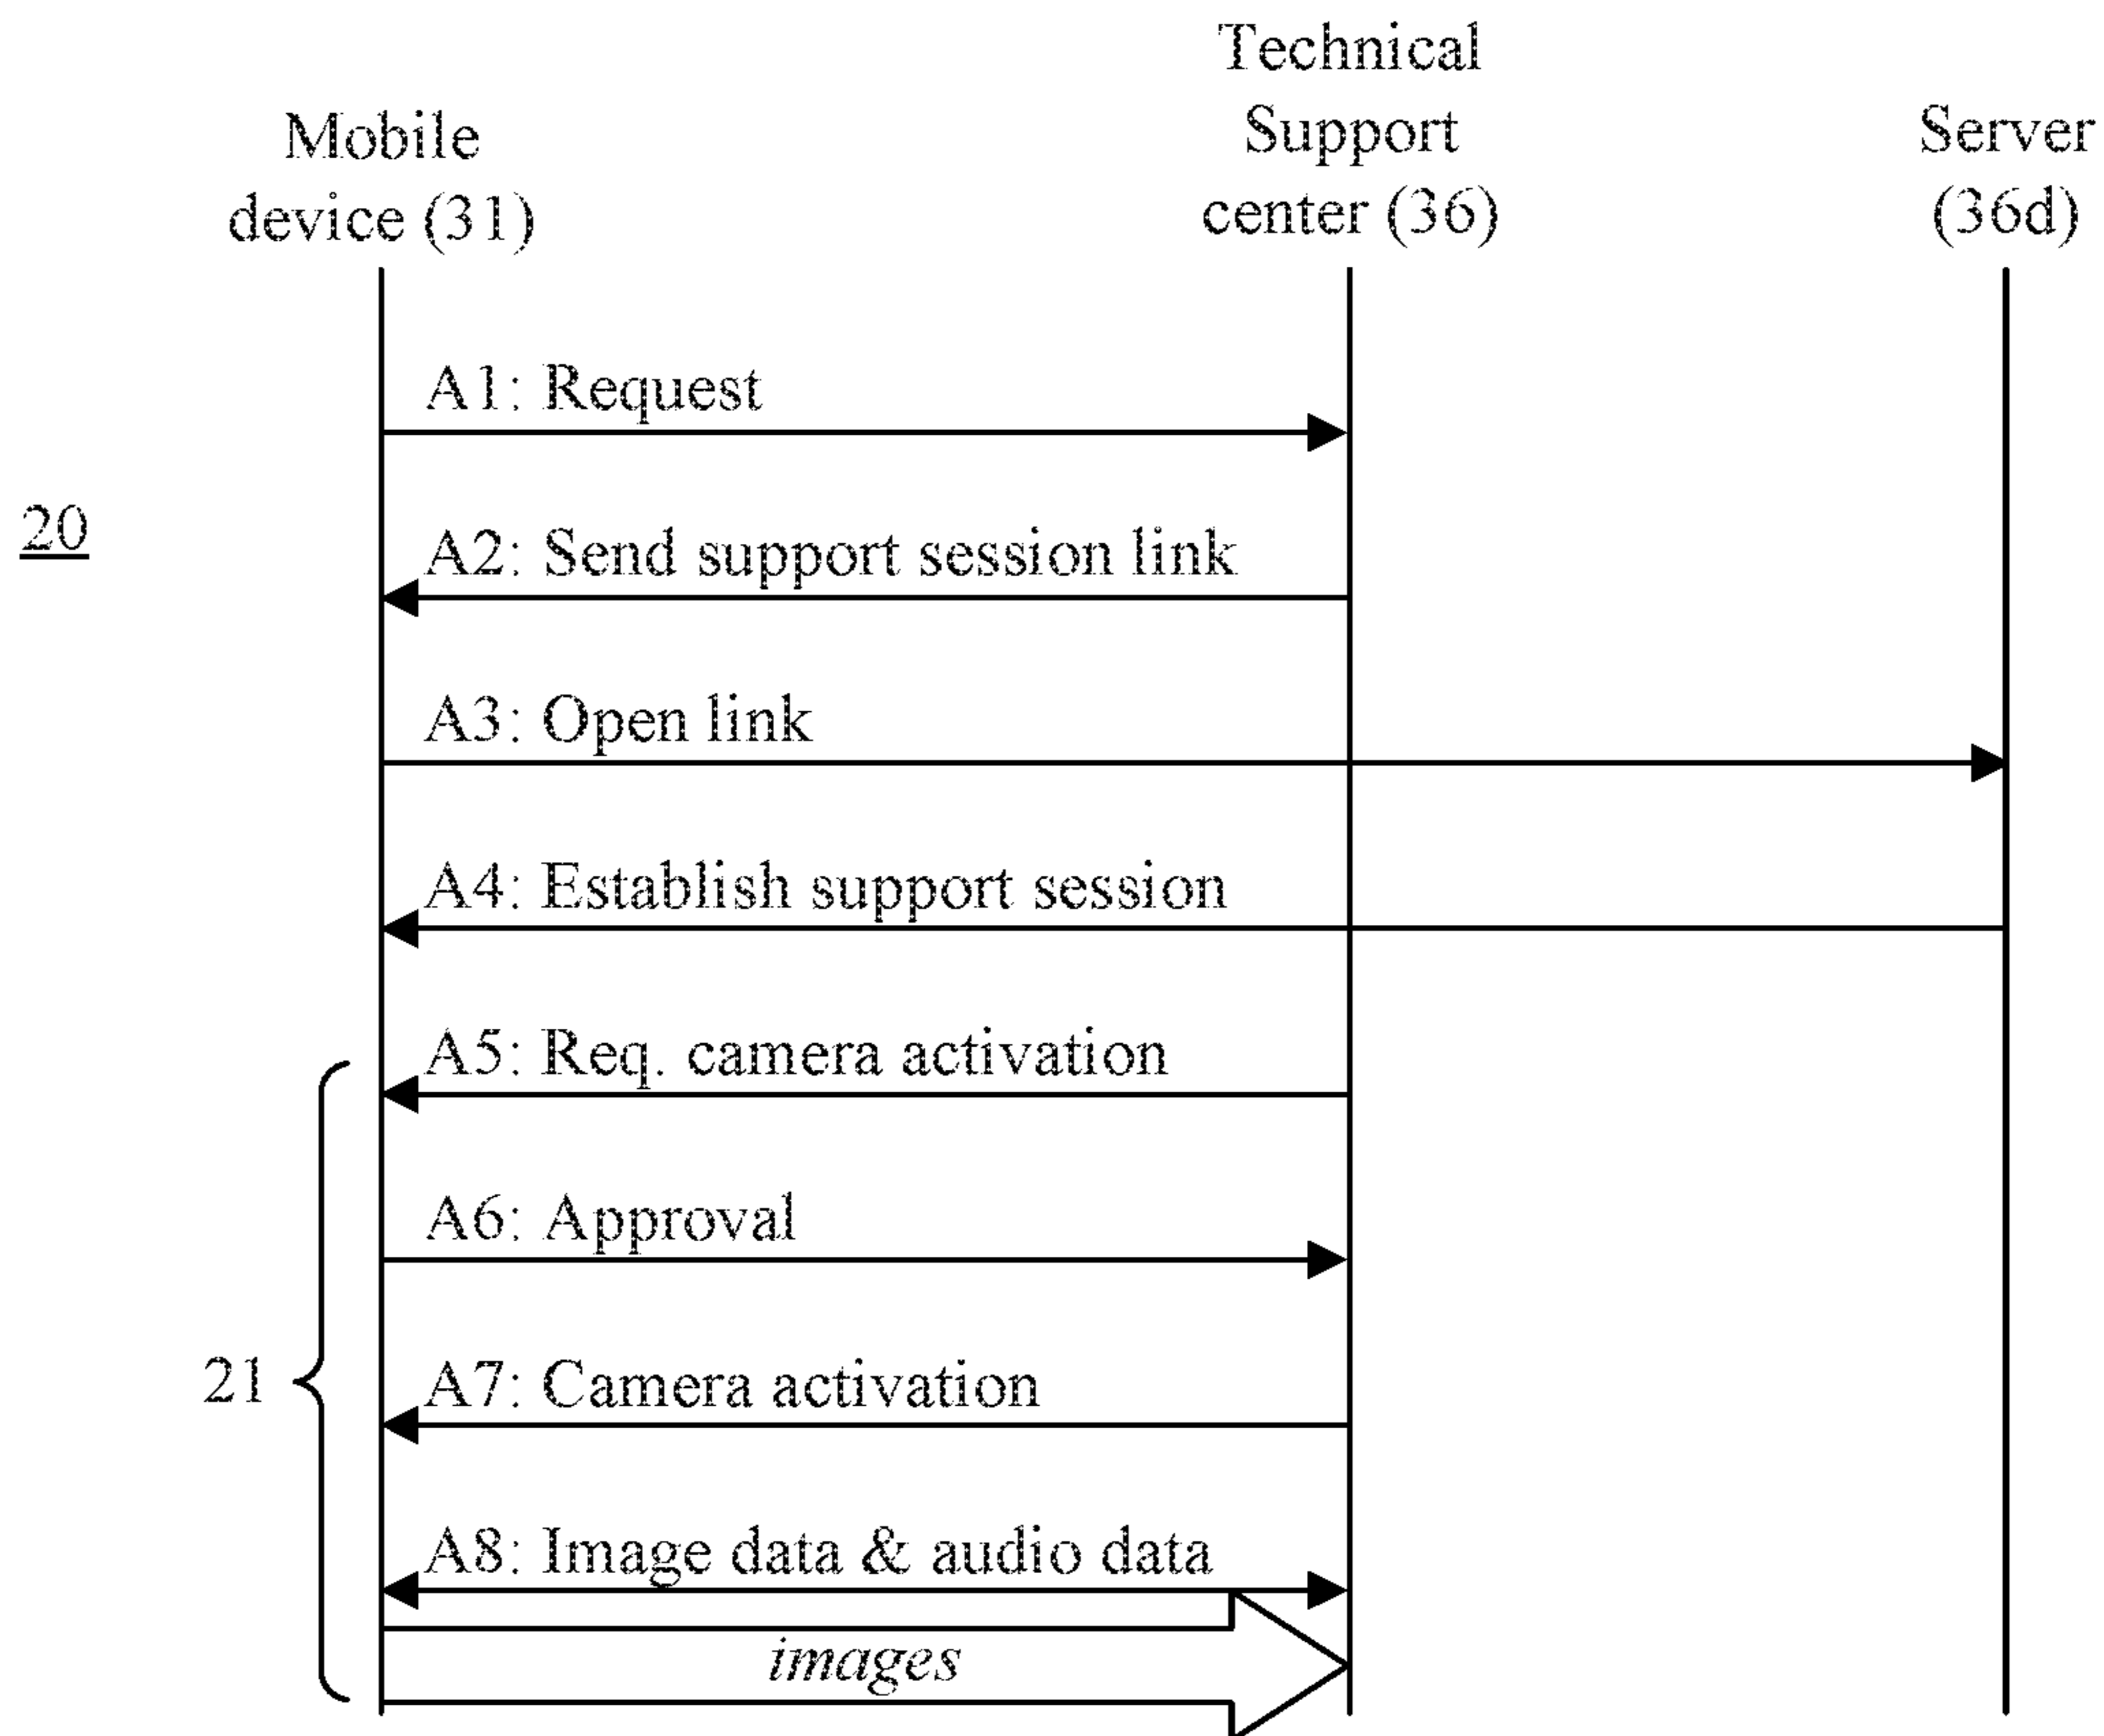 Mobile
device (31)
Technical
Support
center (36)
Server
(36d)
A1: Request
20
A2: Send support session link
A3: Open link
A4: Establish support session
A5: Req. camera activation
A6: Approval
21
A7: Camera activation
A8: Image data & audio data
images